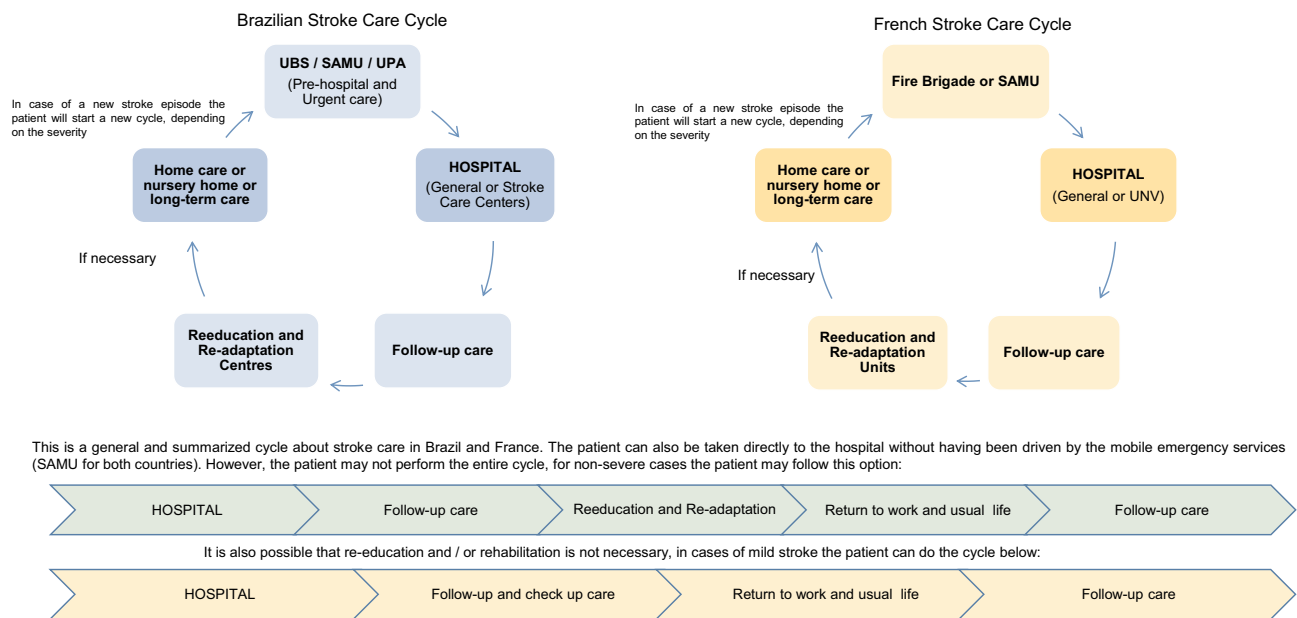 Brazilian Stroke Care Cycle
UBS / SAMU / UPA
(Pre-hospital and
Urgent care)
In case of a new stroke episode the
patient will start a new cycle, depending
on the severity
Home care or
nursery home or
long-term care
HOSPITAL
(General or Stroke
Care Centers)
If necessary
Reeducation and
Re-adaptation
Centres
Follow-up care
French Stroke Care Cycle
Fire Brigade or SAMU
In case of a new stroke episode the
patient will start a new cycle, depending
on the severity
Home care or
nursery home or
long-term care
HOSPITAL
(General or UNV)
If necessary
Reeducation and
Re-adaptation
Units
Follow-up care
This is a general and summarized cycle about stroke care in Brazil and France. The patient can also be taken directly to the hospital without having been driven by the mobile emergency services
(SAMU for both countries). However, the patient may not perform the entire cycle, for non-severe cases the patient may follow this option:
HOSPITAL
Follow-up care
Reeducation and Re-adaptation
Return to work and usual life
Follow-up care
It is also possible that re-education and / or rehabilitation is not necessary, in cases of mild stroke the patient can do the cycle below:
HOSPITAL
Follow-up and check up care
Return to work and usual life
Follow-up care